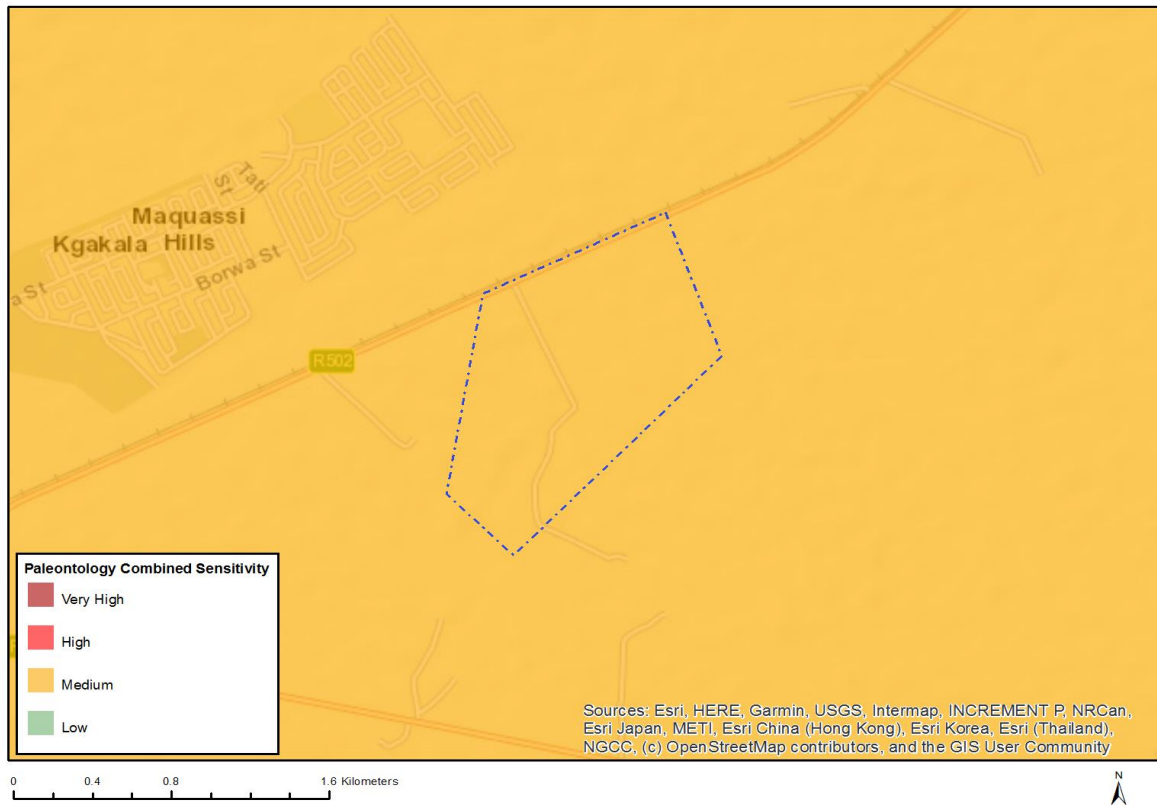 Tati
St
Maquassi
Kgakala Hills
Borwa St
a St
R502
Paleontology Combined Sensitivity
Very High
High
Medium
Low
Sources: Esri, HERE, Garmin, USGS, Intermap, INCREMENT P, NRCan,
Esri Japan, METI, Esri China (Hong Kong), Esri Korea, Esri (Thailand),
NGCC, (c) OpenStreetMap contributors, and the GIS User Community
0 0.4 0.8 1.6 Kilometers
N